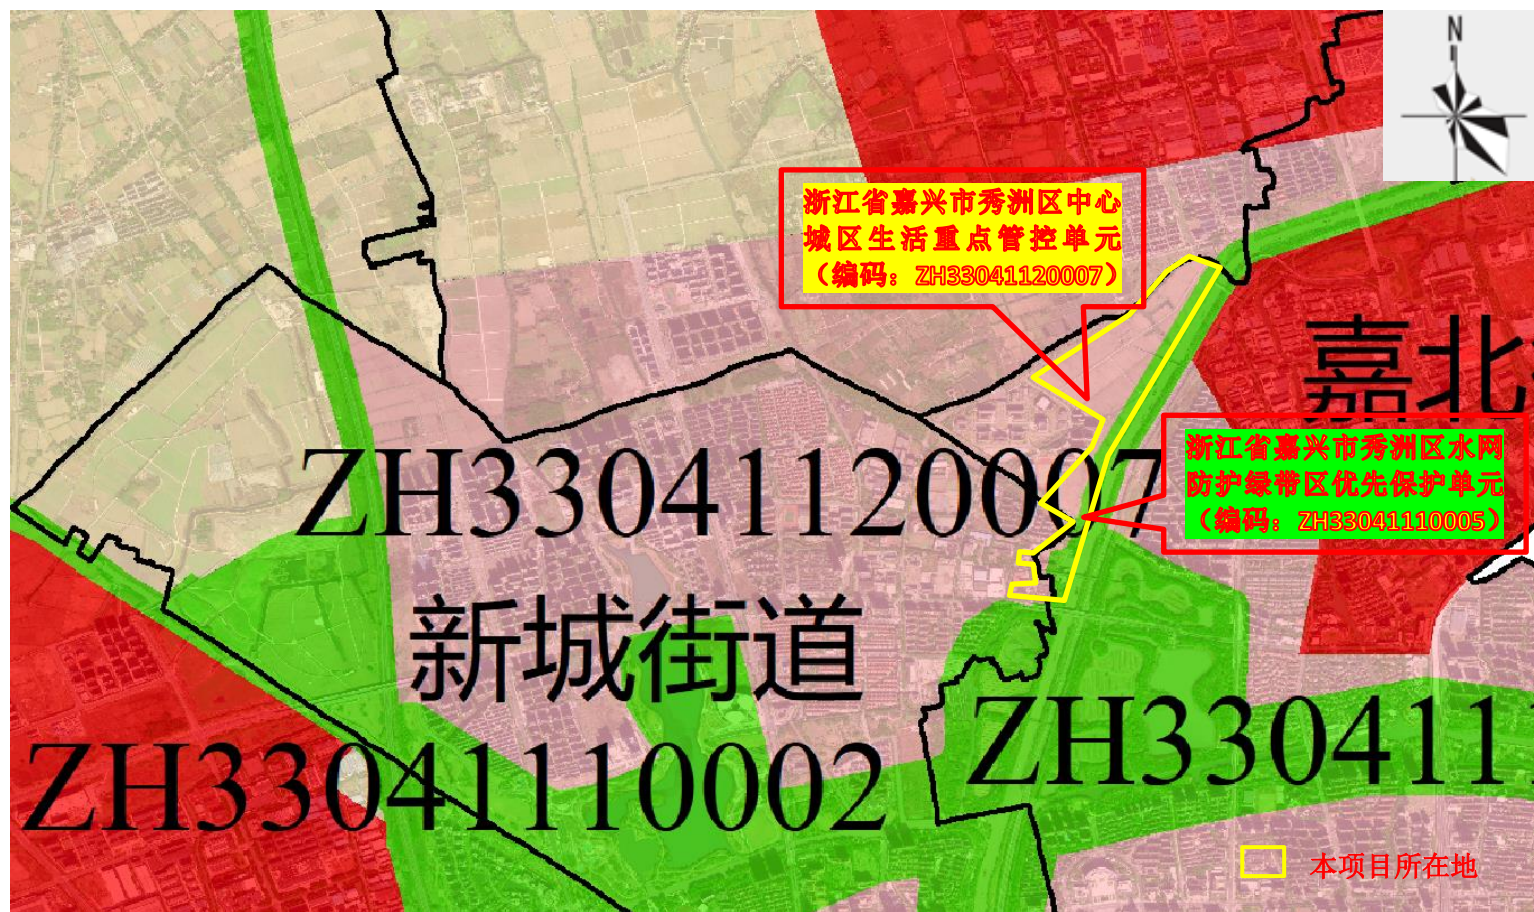 N
浙江省嘉兴市秀洲区中心
城区生活重点管控单元
（编码：ZH33041120007）
嘉北
浙江省嘉兴市秀洲区水网
防护绿带区优先保护单元
（编码：ZH33041110005）
ZH33041120007
新城街道
ZH33041110002
ZH330411
本项目所在地